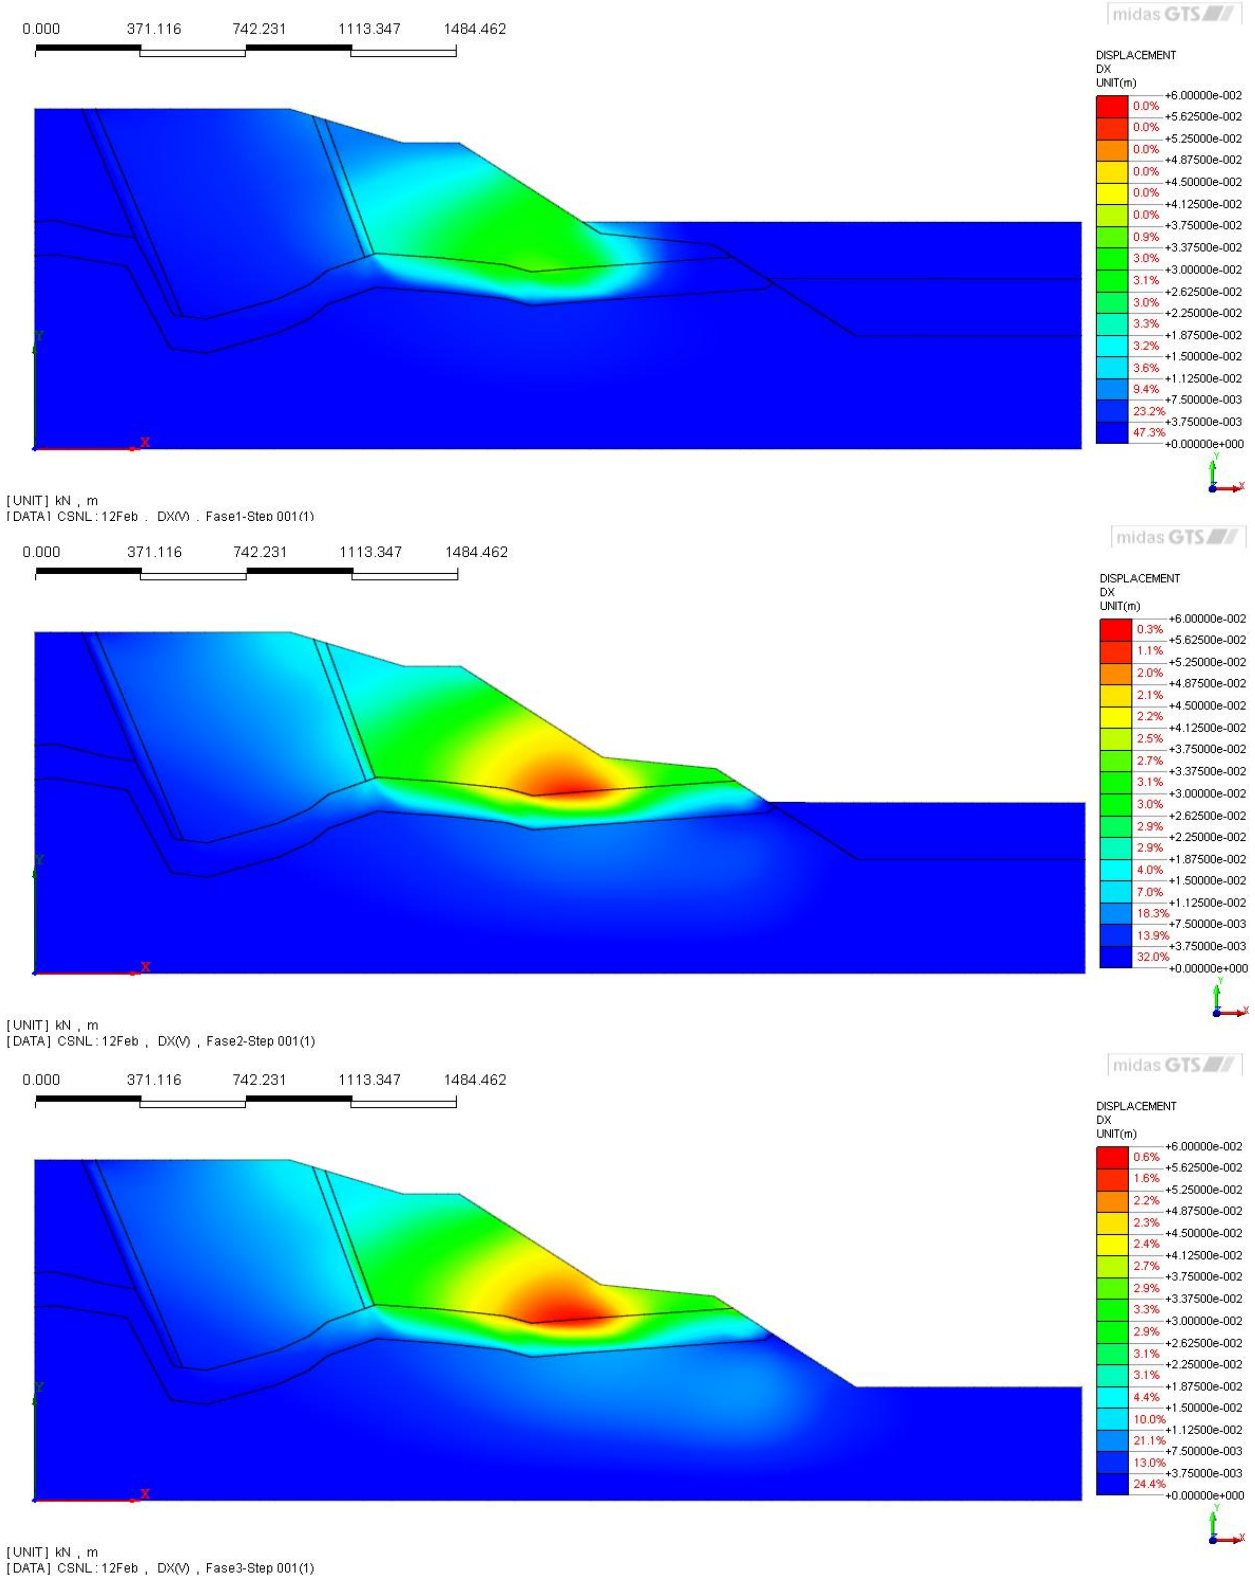 midas GTS
0.000 371.116 742.231 1113.347 1484.462
DISPLACEMENT
DX
UNIT(m)
+6.00000e-002
0.0%
+5.62500e-002
0.0%
+5.25000e-002
0.0%
+4.87500e-002
0.0%
+4.50000e-002
0.0%
+4.12500e-002
0.0%
+3.75000e-002
0.9%
+3.37500e-002
3.0%
+3.00000e-002
3.1%
+2.62500e-002
3.0%
+2.25000e-002
3.3%
+1.87500e-002
3.2%
+1.50000e-002
3.6%
+1.12500e-002
9.4%
+7.50000e-003
23.2%
+3.75000e-003
47.3%
+0.00000e+000
Y
X
Y
X
[UNIT] kN , m
[DATA] CSNL : 12Feb , DX(V) , Fase1-Step 001(1)
midas GTS
0.000 371.116 742.231 1113.347 1484.462
DISPLACEMENT
DX
UNIT(m)
+6.00000e-002
0.3%
+5.62500e-002
1.1%
+5.25000e-002
2.0%
+4.87500e-002
2.1%
+4.50000e-002
2.2%
+4.12500e-002
2.5%
+3.75000e-002
2.7%
+3.37500e-002
3.1%
+3.00000e-002
3.0%
+2.62500e-002
2.9%
+2.25000e-002
2.9%
+1.87500e-002
4.0%
+1.50000e-002
7.0%
+1.12500e-002
18.3%
+7.50000e-003
13.9%
+3.75000e-003
32.0%
+0.00000e+000
Y
X
Y
X
[UNIT] kN , m
[DATA] CSNL : 12Feb , DX(V) , Fase2-Step 001(1)
midas GTS
0.000 371.116 742.231 1113.347 1484.462
DISPLACEMENT
DX
UNIT(m)
+6.00000e-002
0.6%
+5.62500e-002
1.6%
+5.25000e-002
2.2%
+4.87500e-002
2.3%
+4.50000e-002
2.4%
+4.12500e-002
2.7%
+3.75000e-002
2.9%
+3.37500e-002
3.3%
+3.00000e-002
2.9%
+2.62500e-002
3.1%
+2.25000e-002
3.1%
+1.87500e-002
4.4%
+1.50000e-002
10.0%
+1.12500e-002
21.1%
+7.50000e-003
13.0%
+3.75000e-003
24.4%
+0.00000e+000
Y
X
Y
X
[UNIT] kN , m
[DATA] CSNL : 12Feb , DX(V) , Fase3-Step 001(1)